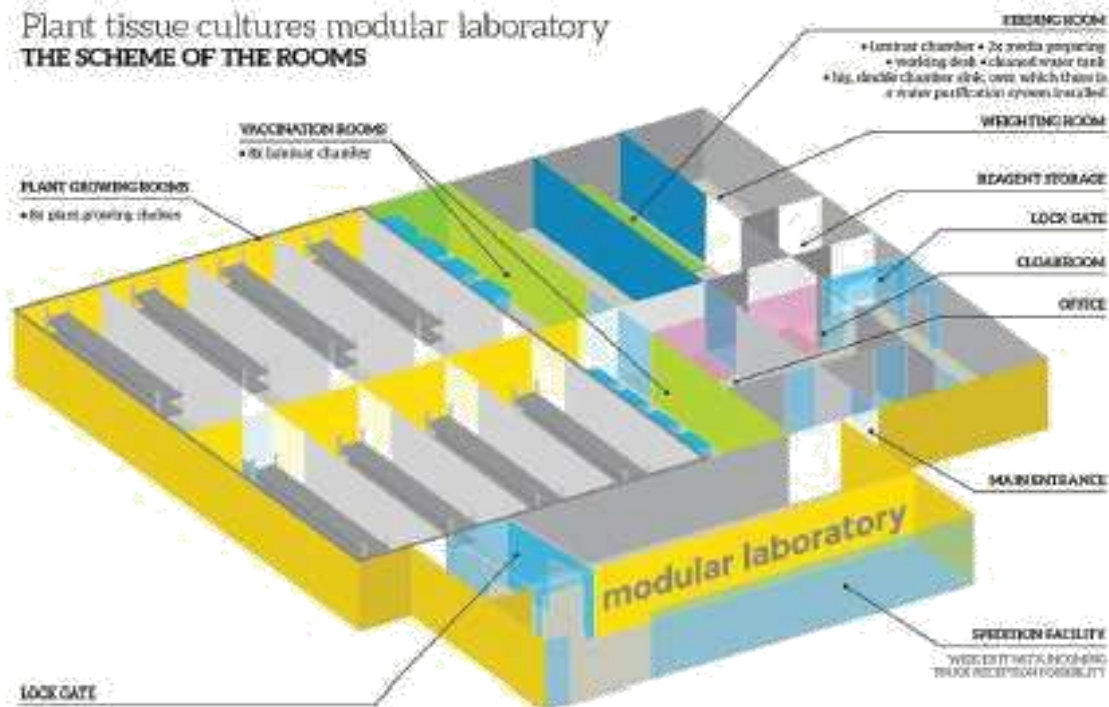 Plant tissue cultures modular laboratory
THE SCHEME OF THE ROOMS
FEEDING ROOM
• laminar chamber • 2x media preparing
• working desk • cleaned water tank
• big, double chamber sink, over which there is
a water purification system installed
WEIGHTING ROOM
VACCINATION ROOMS
• 8x laminar chamber
REAGENT STORAGE
PLANT GROWING ROOMS
• 8x plant growing shelves
LOCK GATE
CLOAKROOM
OFFICE
MAIN ENTRANCE
modular laboratory
SPEDITION FACILITY
WIDE EXIT WITH INCOMING
TRUCK RECEPTION POSSIBILITY
LOCK GATE